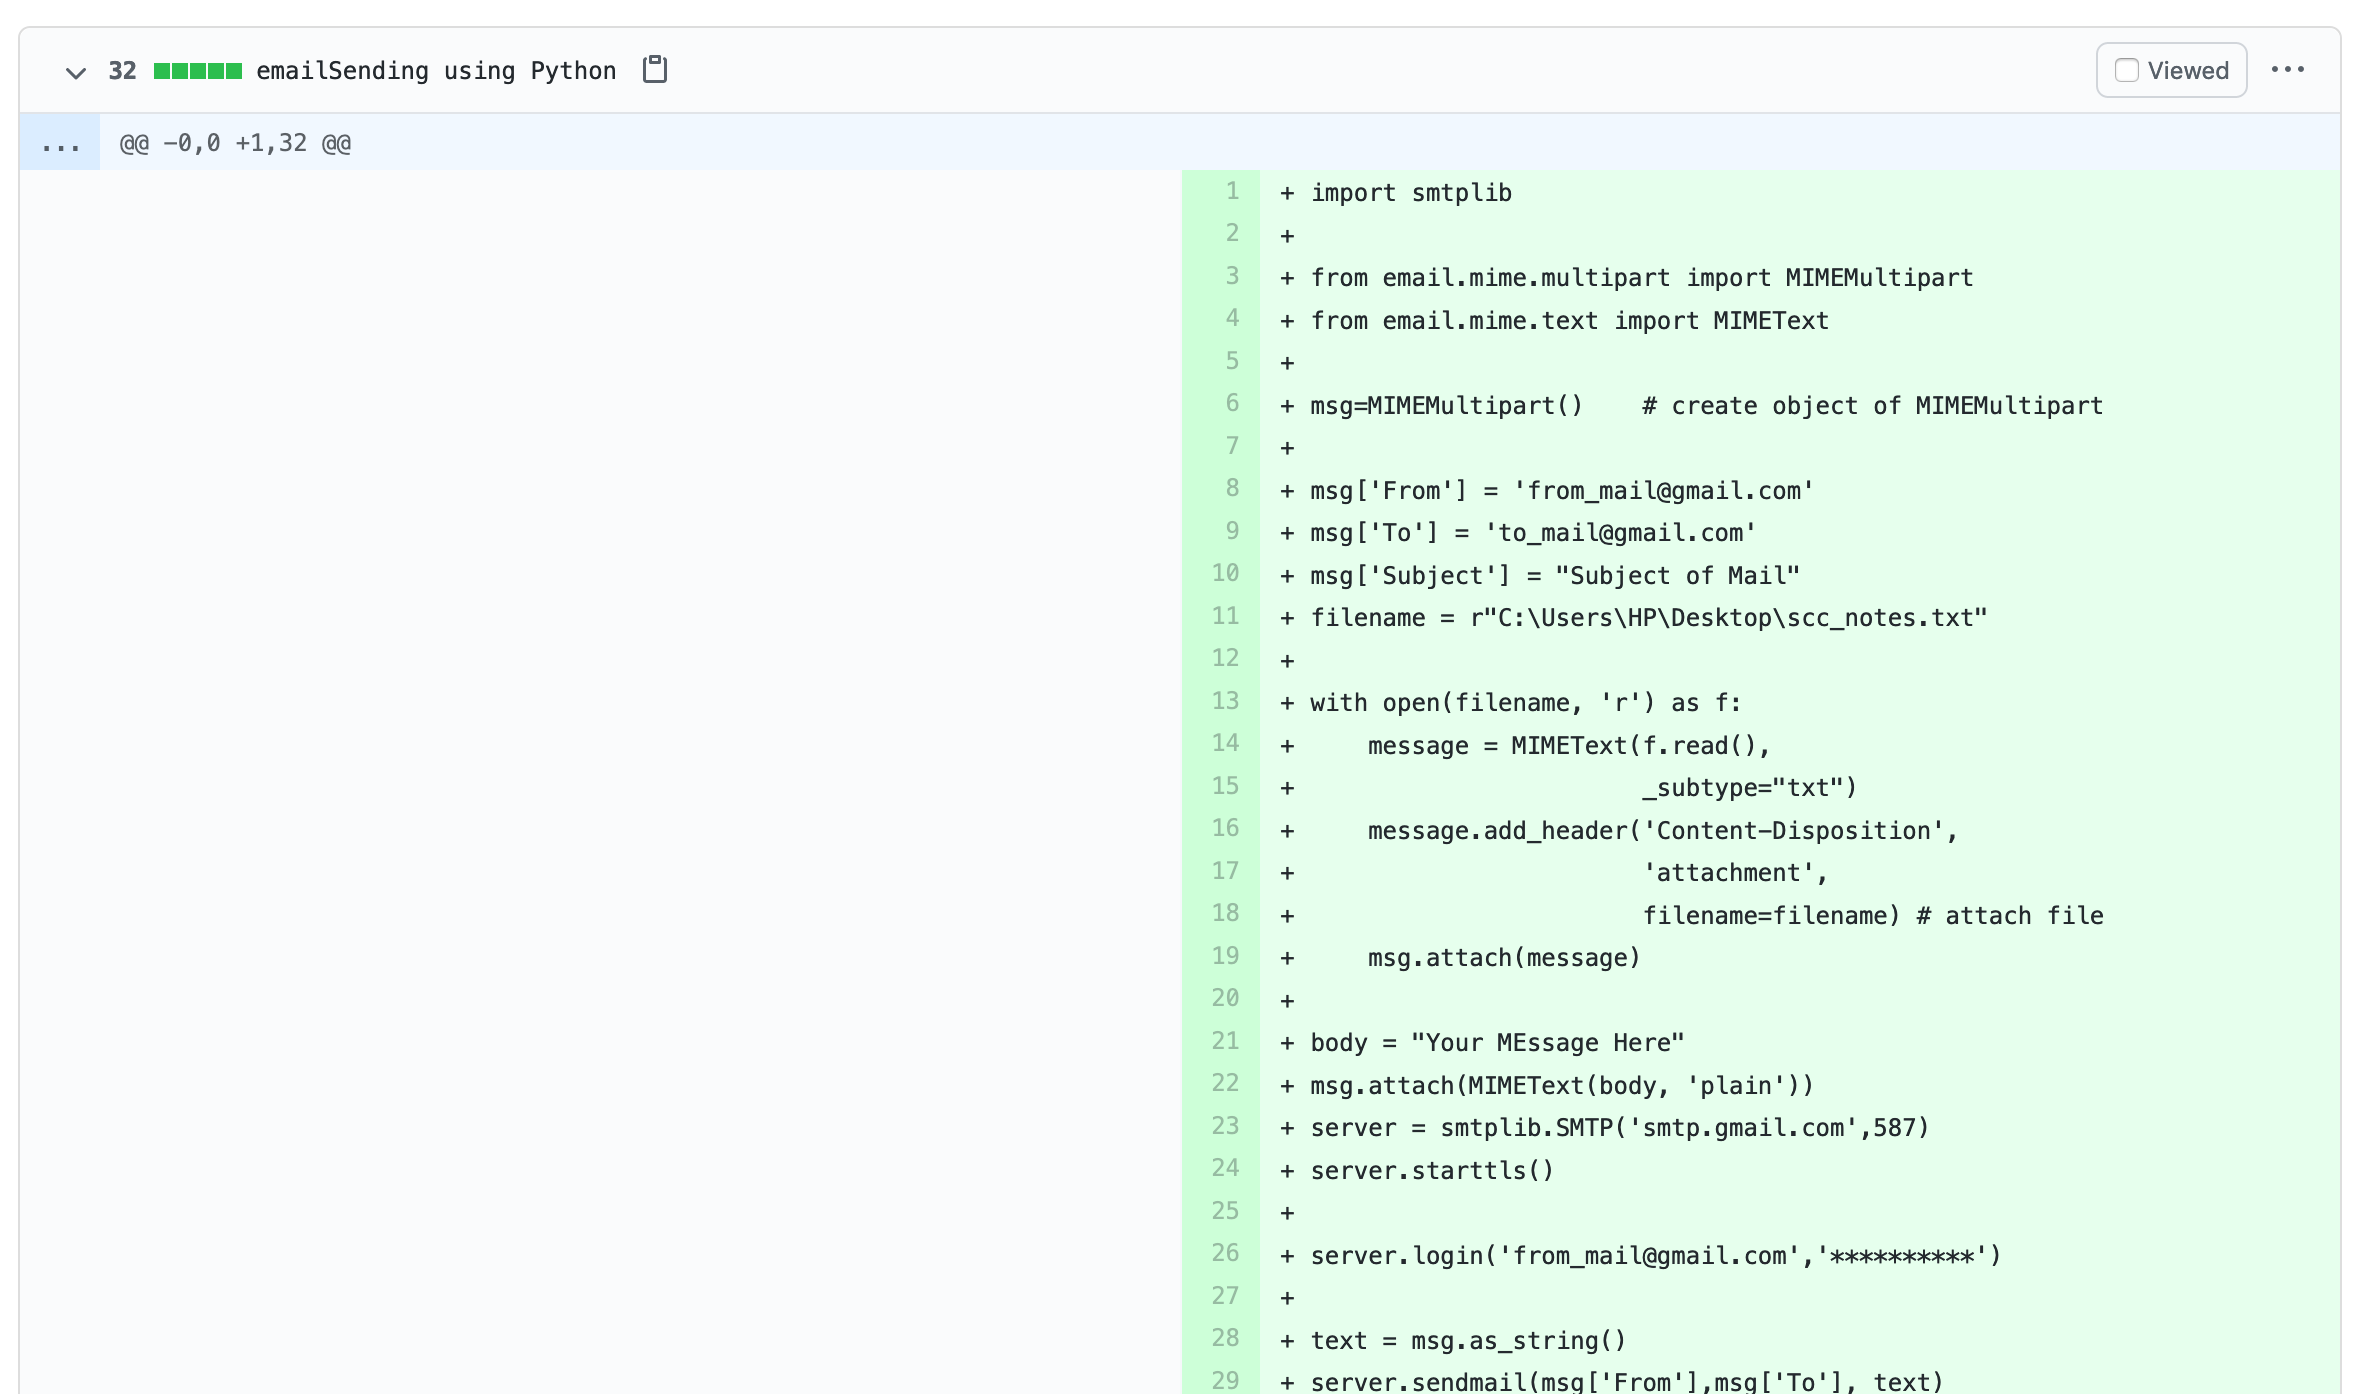 32 emailSending using Python Viewed ...
... @@ -0,0 +1,32 @@
1 + import smtplib
2 +
3 + from email.mime.multipart import MIMEMultipart
4 + from email.mime.text import MIMEText
5 +
6 + msg=MIMEMultipart()    # create object of MIMEMultipart
7 +
8 + msg['From'] = 'from_mail@gmail.com'
9 + msg['To'] = 'to_mail@gmail.com'
10 + msg['Subject'] = "Subject of Mail"
11 + filename = r"C:\Users\HP\Desktop\scc_notes.txt"
12 +
13 + with open(filename, 'r') as f:
14 +     message = MIMEText(f.read(),
15 +                        _subtype="txt")
16 +     message.add_header('Content-Disposition',
17 +                        'attachment',
18 +                        filename=filename) # attach file
19 +     msg.attach(message)
20 +
21 + body = "Your MEssage Here"
22 + msg.attach(MIMEText(body, 'plain'))
23 + server = smtplib.SMTP('smtp.gmail.com',587)
24 + server.starttls()
25 +
26 + server.login('from_mail@gmail.com','**********')
27 +
28 + text = msg.as_string()
29 + server.sendmail(msg['From'],msg['To'], text)